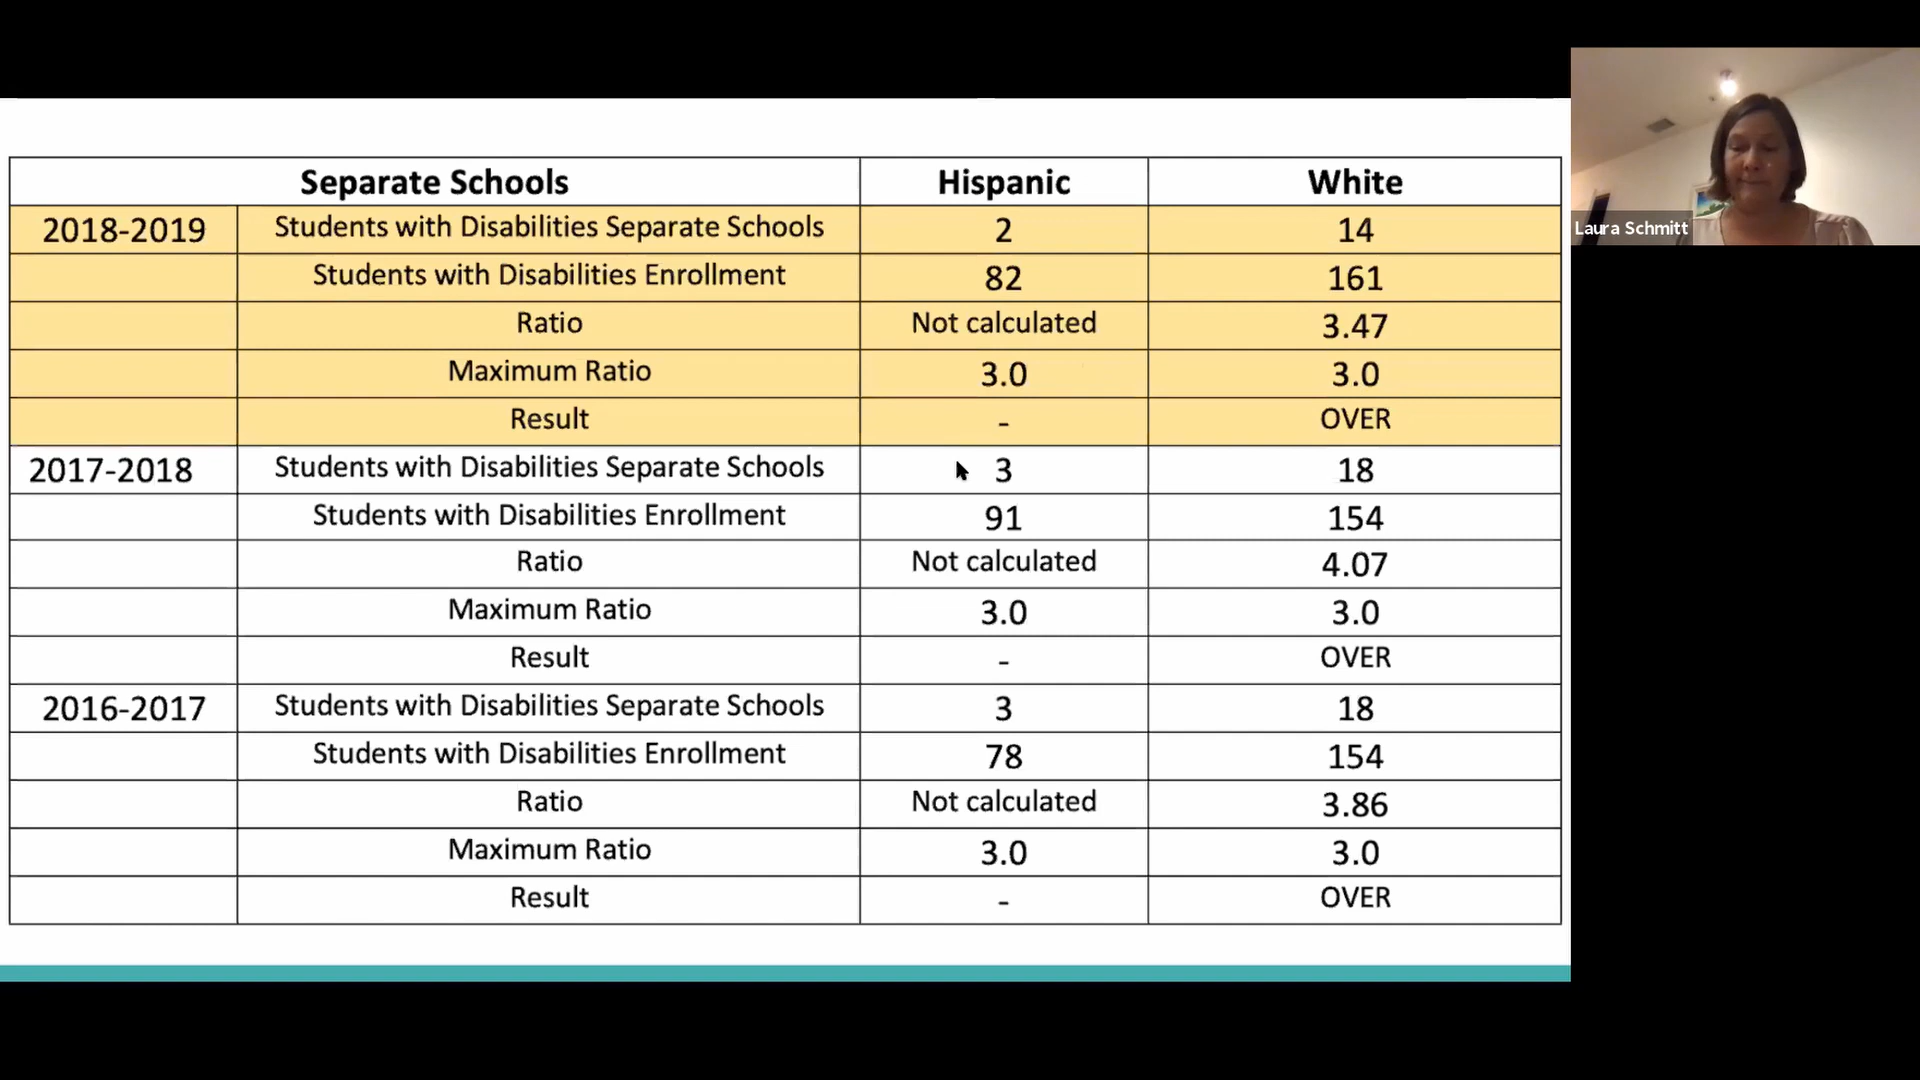 Separate Schools Hispanic White
2018-2019 Students with Disabilities Separate Schools 2 14
Students with Disabilities Enrollment 82 161
Ratio Not calculated 3.47
Maximum Ratio 3.0 3.0
Result - OVER
2017-2018 Students with Disabilities Separate Schools 3 18
Students with Disabilities Enrollment 91 154
Ratio Not calculated 4.07
Maximum Ratio 3.0 3.0
Result - OVER
2016-2017 Students with Disabilities Separate Schools 3 18
Students with Disabilities Enrollment 78 154
Ratio Not calculated 3.86
Maximum Ratio 3.0 3.0
Result - OVER
Laura Schmitt